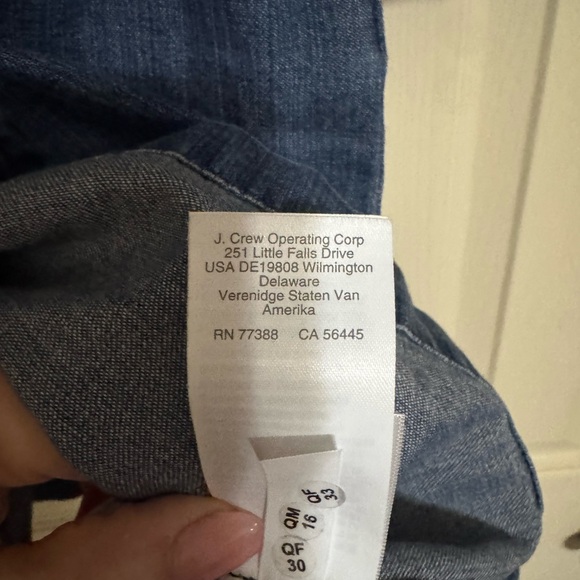 J. Crew Operating Corp
251 Little Falls Drive
USA DE19808 Wilmington
Delaware
Verenidge Staten Van
Amerika
RN 77388 CA 56445
QF
33
QM
16
QF
30